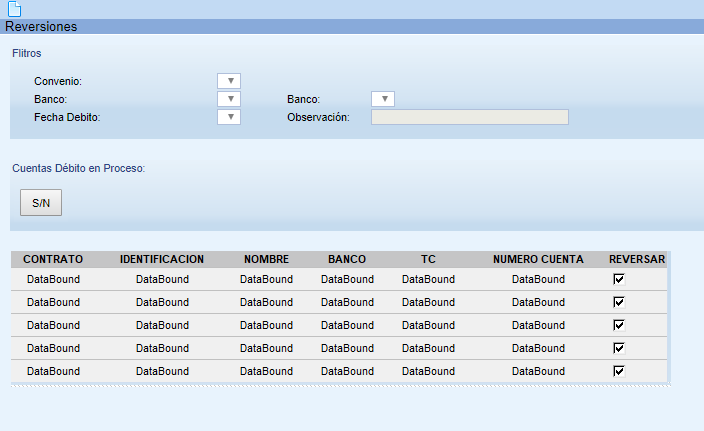 Reversiones
Flitros
Convenio:
Banco: Banco:
Fecha Debito: Observación:
Cuentas Débito en Proceso:
S/N
CONTRATO IDENTIFICACION NOMBRE BANCO TC NUMERO CUENTA REVERSAR
DataBound DataBound DataBound DataBound DataBound DataBound
DataBound DataBound DataBound DataBound DataBound DataBound
DataBound DataBound DataBound DataBound DataBound DataBound
DataBound DataBound DataBound DataBound DataBound DataBound
DataBound DataBound DataBound DataBound DataBound DataBound